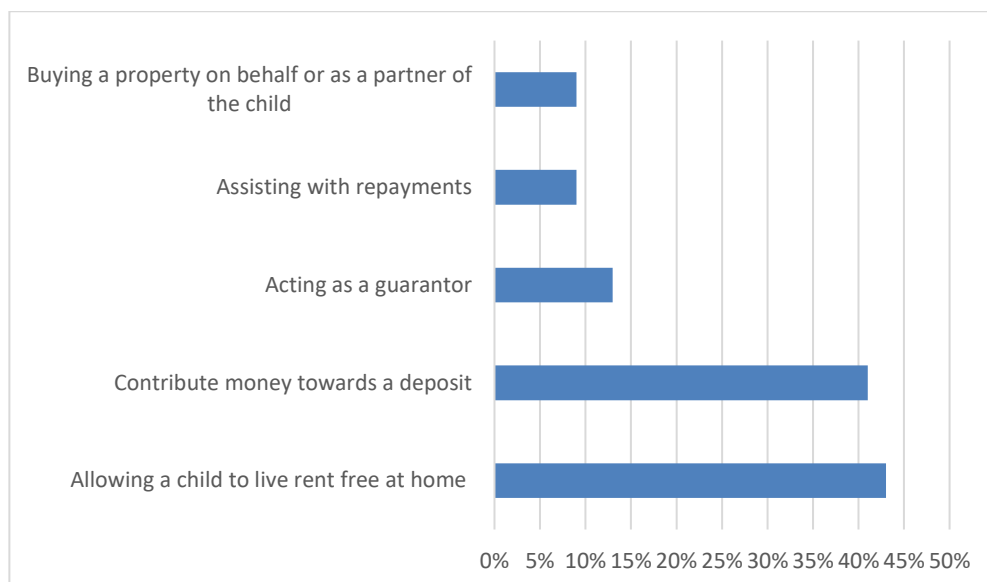 Buying a property on behalf or as a partner of
the child
Assisting with repayments
Acting as a guarantor
Contribute money towards a deposit
Allowing a child to live rent free at home
0% 5% 10% 15% 20% 25% 30% 35% 40% 45% 50%